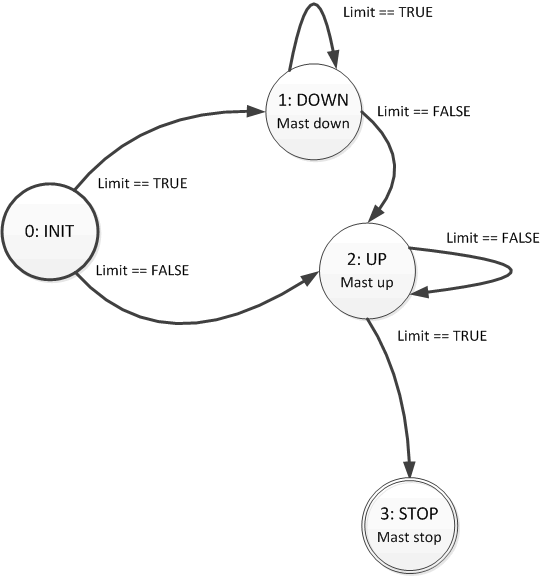 Limit == TRUE
1: DOWN
Mast down
Limit == FALSE
Limit == TRUE
0: INIT
Limit == FALSE
2: UP
Mast up
Limit == FALSE
Limit == TRUE
3: STOP
Mast stop